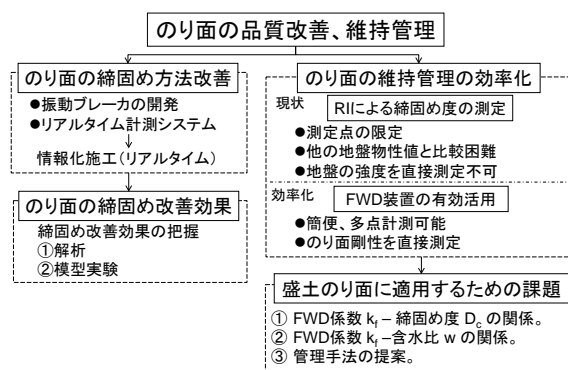 のり面の品質改善、維持管理
のり面の締固め方法改善
●振動ブレーカの開発
●リアルタイム計測システム
情報化施工(リアルタイム)
のり面の締固め改善効果
締固め改善効果の把握
①解析
②模型実験
のり面の維持管理の効率化
現状
RIによる締固め度の測定
●測定点の限定
●他の地盤物性値と比較困難
●地盤の強度を直接測定不可
効率化
FWD装置の有効活用
●簡便、多点計測可能
●のり面剛性を直接測定
盛土のり面に適用するための課題
① FWD係数 kf – 締固め度 Dc の関係。
② FWD係数 kf –含水比 w の関係。
③ 管理手法の提案。